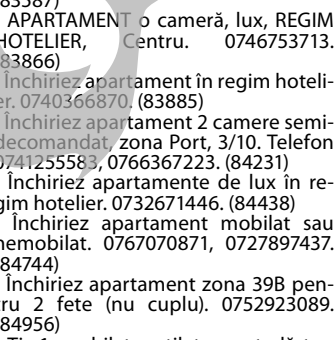 83587)
APARTAMENT o cameră, lux, REGIM
HOTELIER, Centru. 0746753713.
83866)
Închiriez apartament în regim hoteli-
er. 0740366870. (83885)
Închiriez apartament 2 camere semi-
decomandat, zona Port, 3/10. Telefon
0741255583, 0766367223. (84231)
Închiriez apartamente de lux în re-
gim hotelier. 0732671446. (84438)
Închiriez apartament mobilat sau
nemobilat. 0767070871, 0727897437.
84744)
Închiriez apartament zona 39B pen-
tru 2 fete (nu cuplu). 0752923089.
84956)